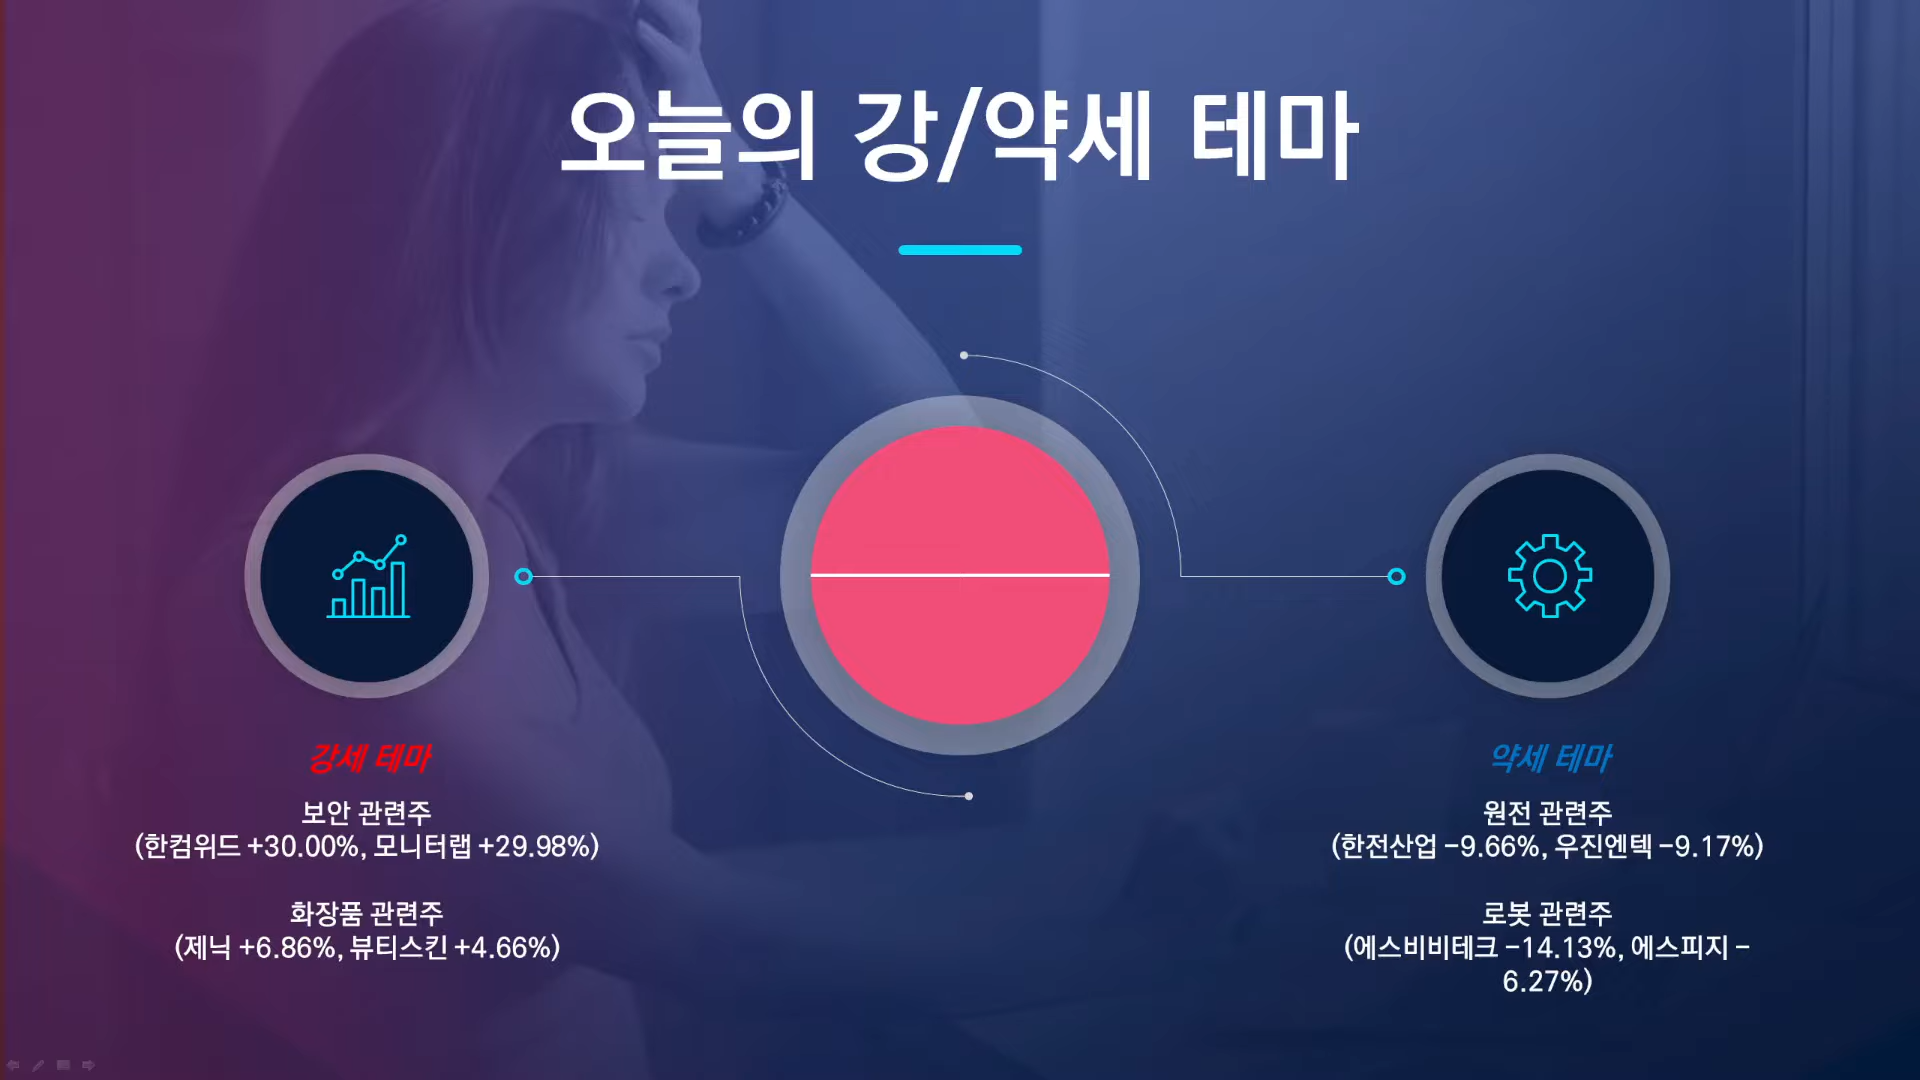 오늘의 강/약세 테마
강세 테마
보안 관련주
(한컴위드 +30.00%, 모니터랩 +29.98%)
화장품 관련주
(제닉 +6.86%, 뷰티스킨 +4.66%)
약세 테마
원전 관련주
(한전산업 -9.66%, 우진엔텍 -9.17%)
로봇 관련주
(에스비비테크 -14.13%, 에스피지 -
6.27%)